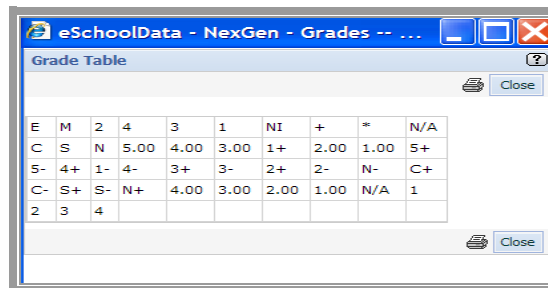 eSchoolData - NexGen - Grades -- ...
Grade Table ?
Close
E M 2 4 3 1 NI + * N/A
C S N 5.00 4.00 3.00 1+ 2.00 1.00 5+
5- 4+ 1- 4- 3+ 3- 2+ 2- N- C+
C- S+ S- N+ 4.00 3.00 2.00 1.00 N/A 1
2 3 4
Close